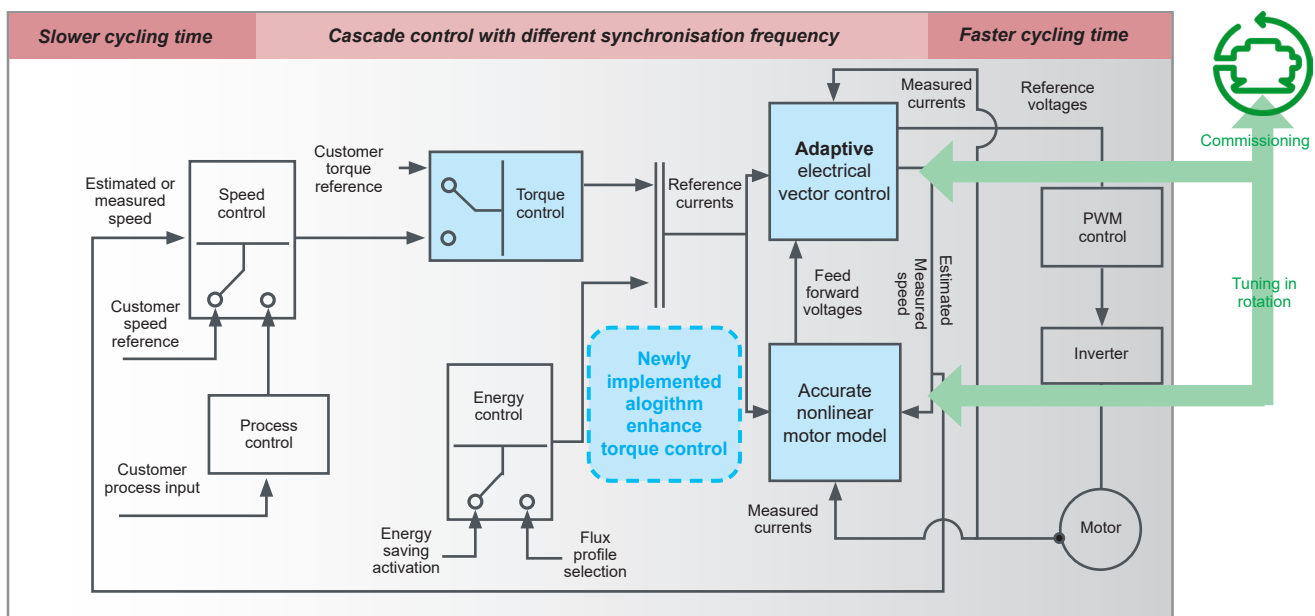 Slower cycling time
Cascade control with different synchronisation frequency
Faster cycling time
Measured
currents
Reference
voltages
Commissioning
Customer
torque
reference
Adaptive
electrical
vector control
Estimated or
measured
speed
Speed
control
Torque
control
Reference
currents
PWM
control
Feed
forward
voltages
Estimated
Measured
speed
Tuning in
rotation
Customer
speed
reference
Newly
implemented
alogithm
enhance
torque control
Inverter
Energy
control
Accurate
nonlinear
motor model
Process
control
Customer
process input
Measured
currents
Motor
Energy
saving
activation
Flux
profile
selection